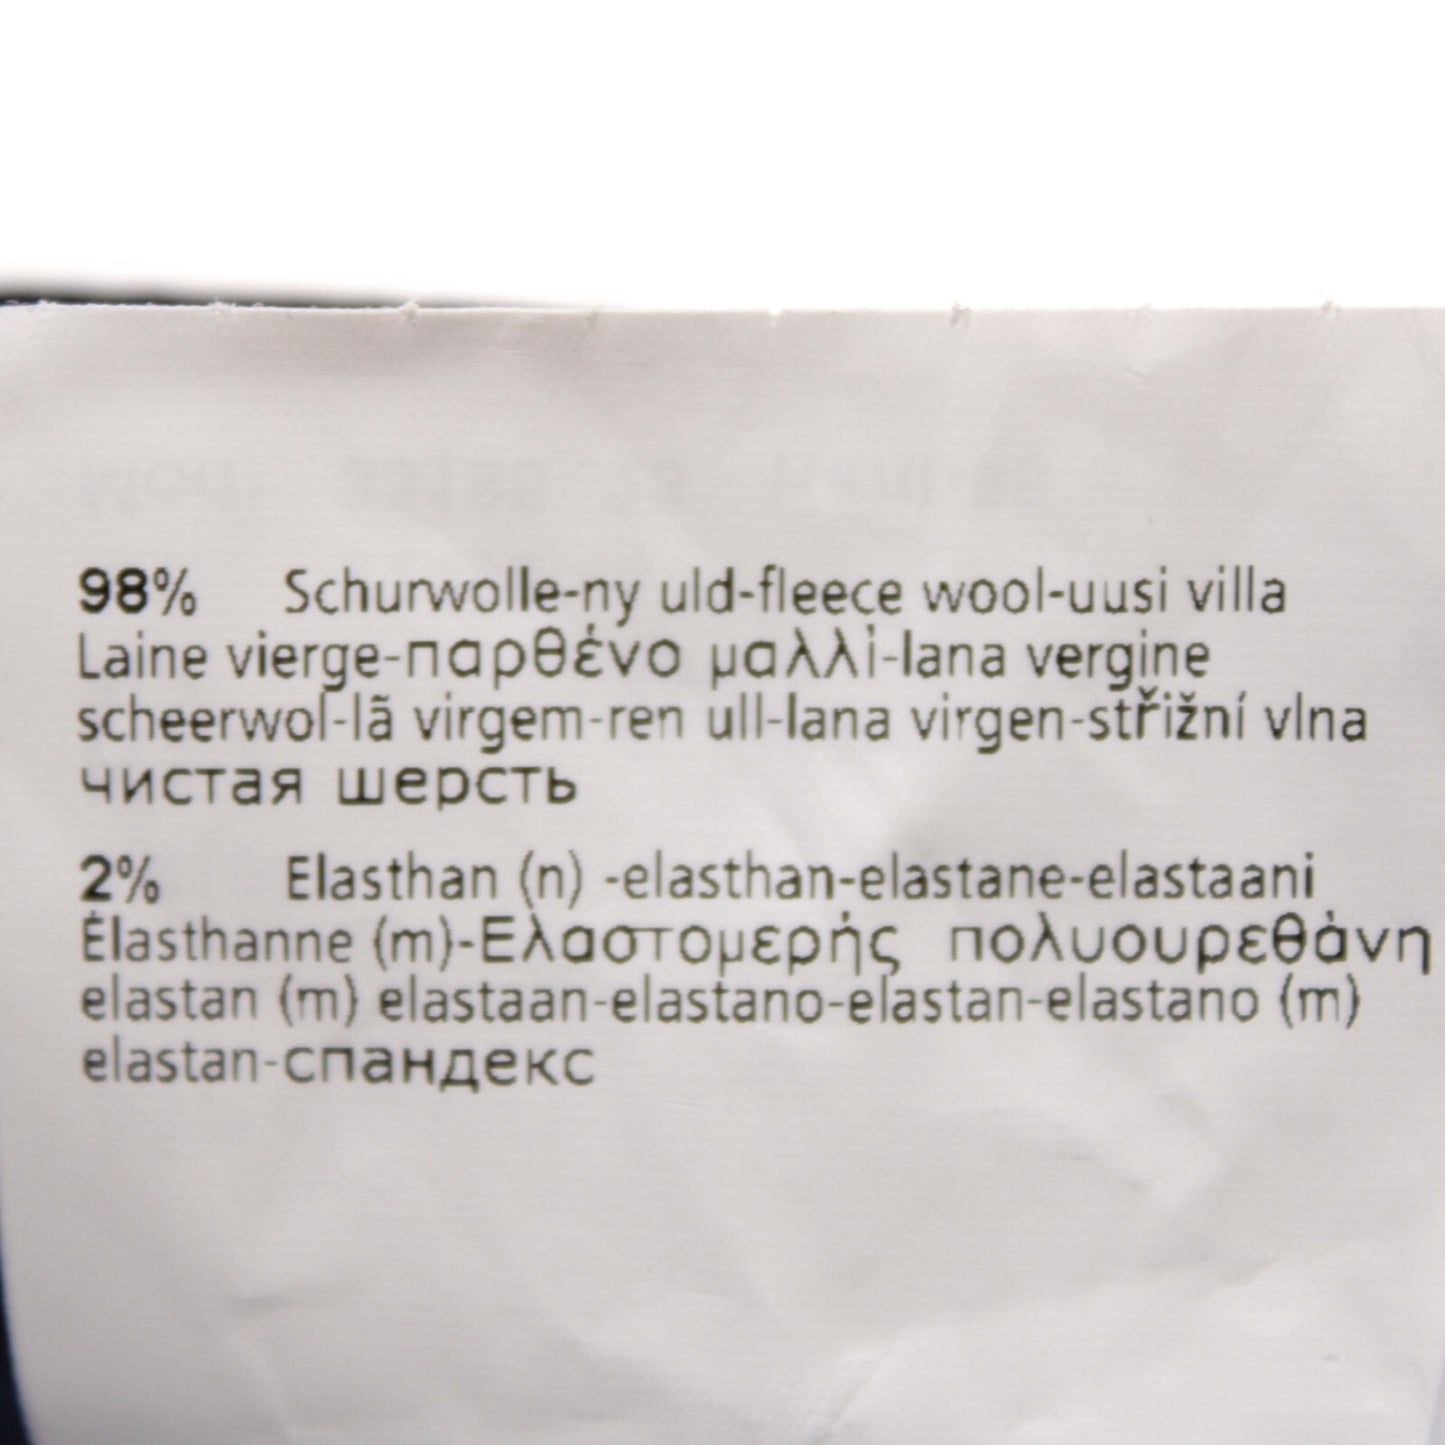 98% Schurwolle-ny uld-fleece wool-uusi villa
Laine vierge-παρθένο μαλλί-lana vergine
scheerwol-lã virgem-ren ull-lana virgen-střižní vlna
чистая шерсть
2% Elasthan (n) -elasthan-elastane-elastaani
Élasthanne (m)-Ελαστομερής πολυουρεθάνη
elastan (m) elastaan-elastano-elastan-elastano (m)
elastan-спандекс